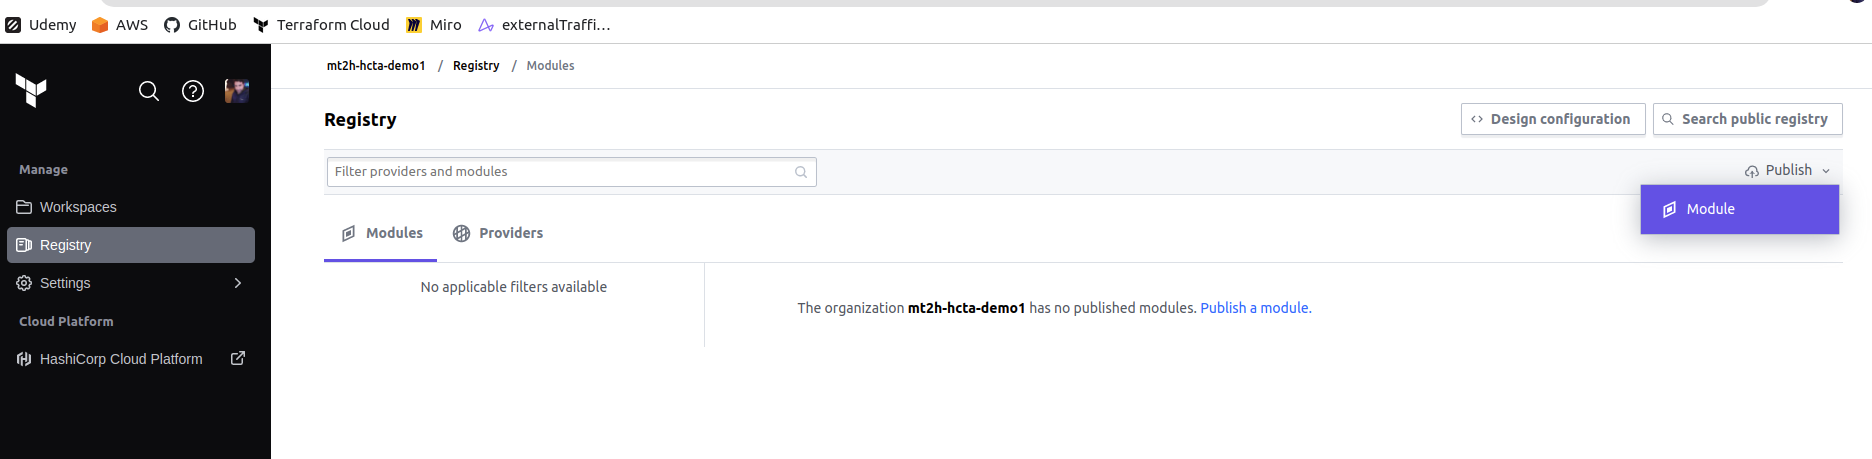 Udemy AWS GitHub Terraform Cloud Miro externalTraffi...
mt2h-hcta-demo1 / Registry / Modules
Registry
Design configuration
Search public registry
Manage
Workspaces
Registry
Settings
Cloud Platform
HashiCorp Cloud Platform
Filter providers and modules
Publish
Module
Modules
Providers
No applicable filters available
The organization mt2h-hcta-demo1 has no published modules. Publish a module.